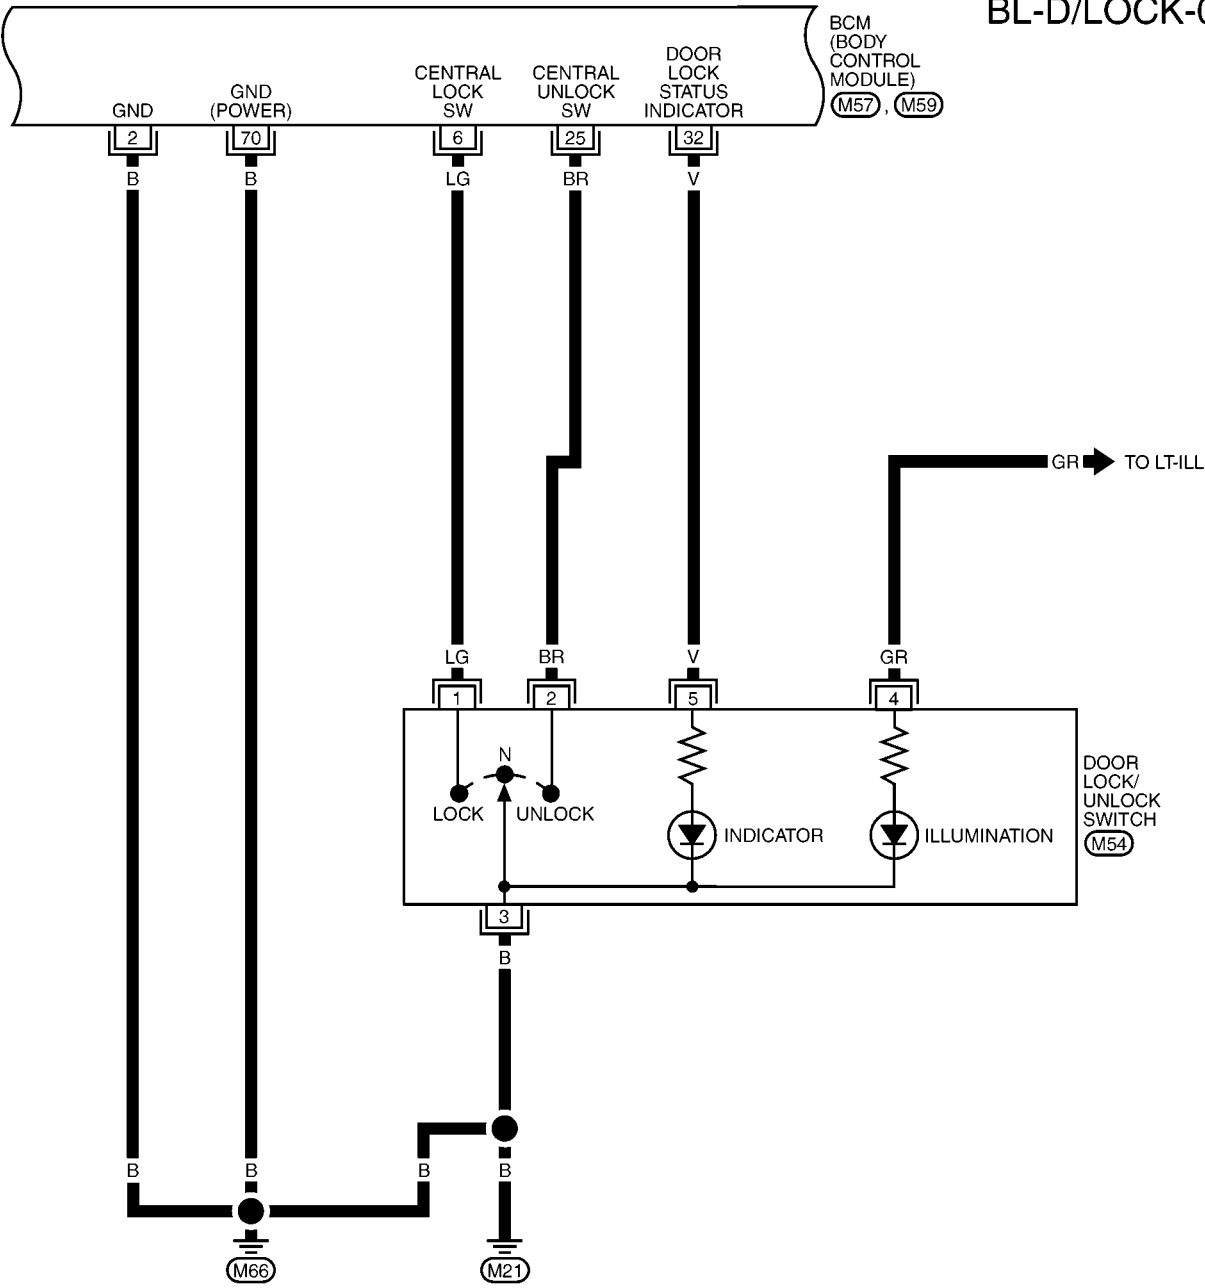 BL-D/LOCK-
BCM
(BODY
CONTROL
MODULE)
M57 , M59
GND
GND
(POWER)
CENTRAL
LOCK
SW
CENTRAL
UNLOCK
SW
DOOR
LOCK
STATUS
INDICATOR
2 70 6 25 32
B B LG BR V
GR TO LT-ILL
LG BR V GR
1 2 5 4
N
LOCK UNLOCK
INDICATOR
ILLUMINATION
DOOR
LOCK/
UNLOCK
SWITCH
M54
3
B
B B B B
M66 M21